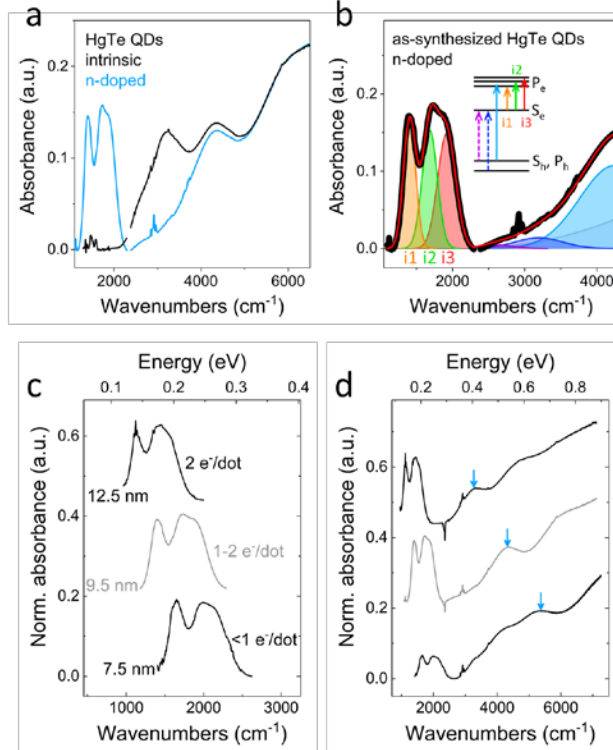 a
HgTe QDs
intrinsic
n-doped
Absorbance (a.u.)
0.2
0.1
0.0
2000 4000 6000
Wavenumbers (cm⁻¹)
b
as-synthesized HgTe QDs
n-doped
i2
Pₑ
i1 i3
Sₑ
Sₕ, Pₕ
Absorbance (a.u.)
0.2
0.1
0.0
i1 i2 i3
1000 2000 3000 4000
Wavenumbers (cm⁻¹)
c
Energy (eV)
0.1 0.2 0.3 0.4
Norm. absorbance (a.u.)
0.6
0.4
0.2
0.0
2 e⁻/dot
12.5 nm
1-2 e⁻/dot
9.5 nm
<1 e⁻/dot
7.5 nm
1000 2000 3000
Wavenumbers (cm⁻¹)
d
Energy (eV)
0.2 0.4 0.6 0.8
Norm. absorbance (a.u.)
0.6
0.4
0.2
0.0
2000 4000 6000
Wavenumbers (cm⁻¹)